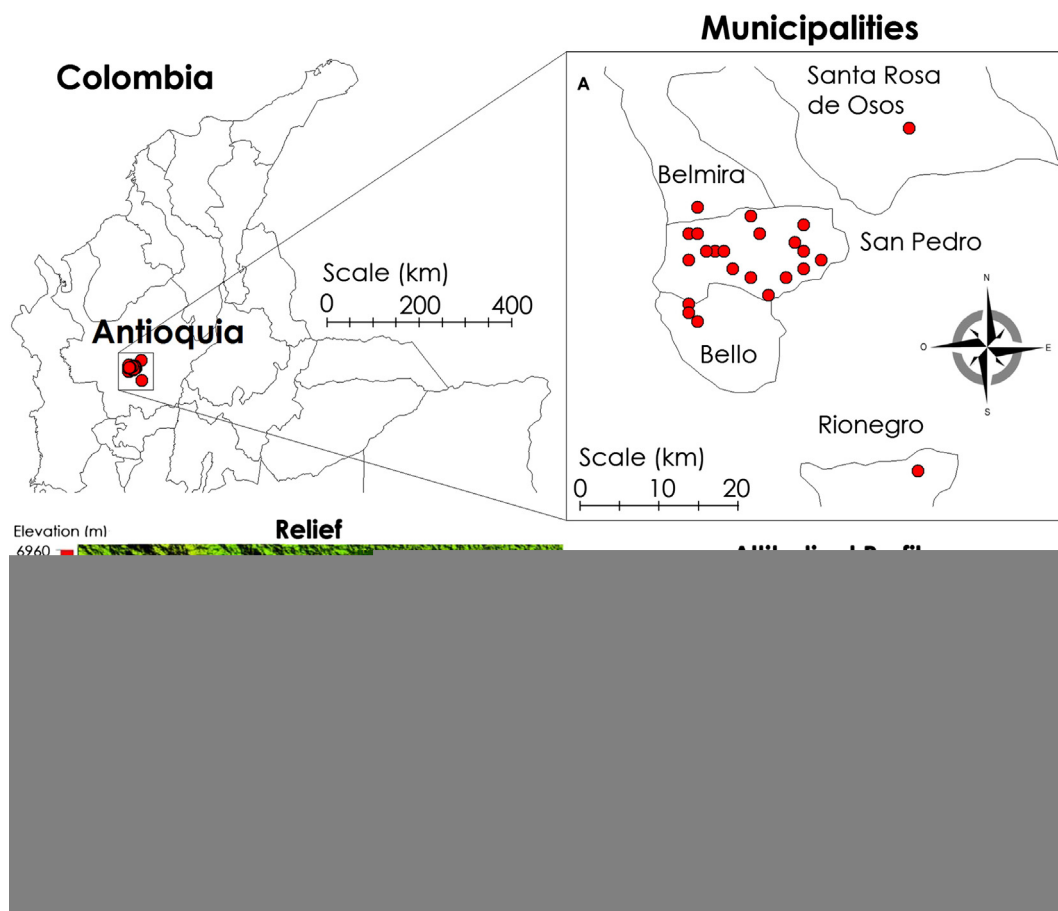 Municipalities
Colombia
A
Santa Rosa
de Osos
Belmira
San Pedro
Scale (km)
0 200 400
Antioquia
Bello
N
O
E
S
Rionegro
Scale (km)
0 10 20
Elevation (m)
Relief
6960